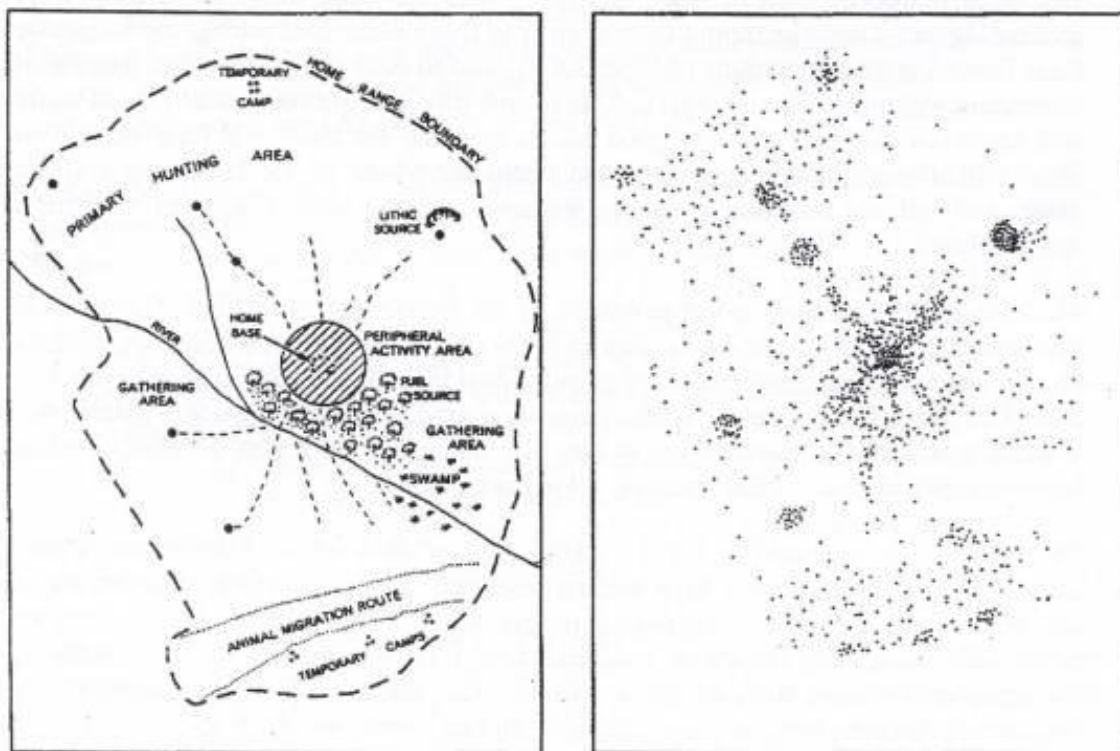 TEMPORARY
CAMP
HOME RANGE BOUNDARY
PRIMARY HUNTING AREA
LITHIC
SOURCE
HOME
BASE
RIVER
PERIPHERAL
ACTIVITY AREA
GATHERING
AREA
FUEL
SOURCE
GATHERING
AREA
SWAMP
ANIMAL MIGRATION ROUTE
TEMPORARY CAMPS